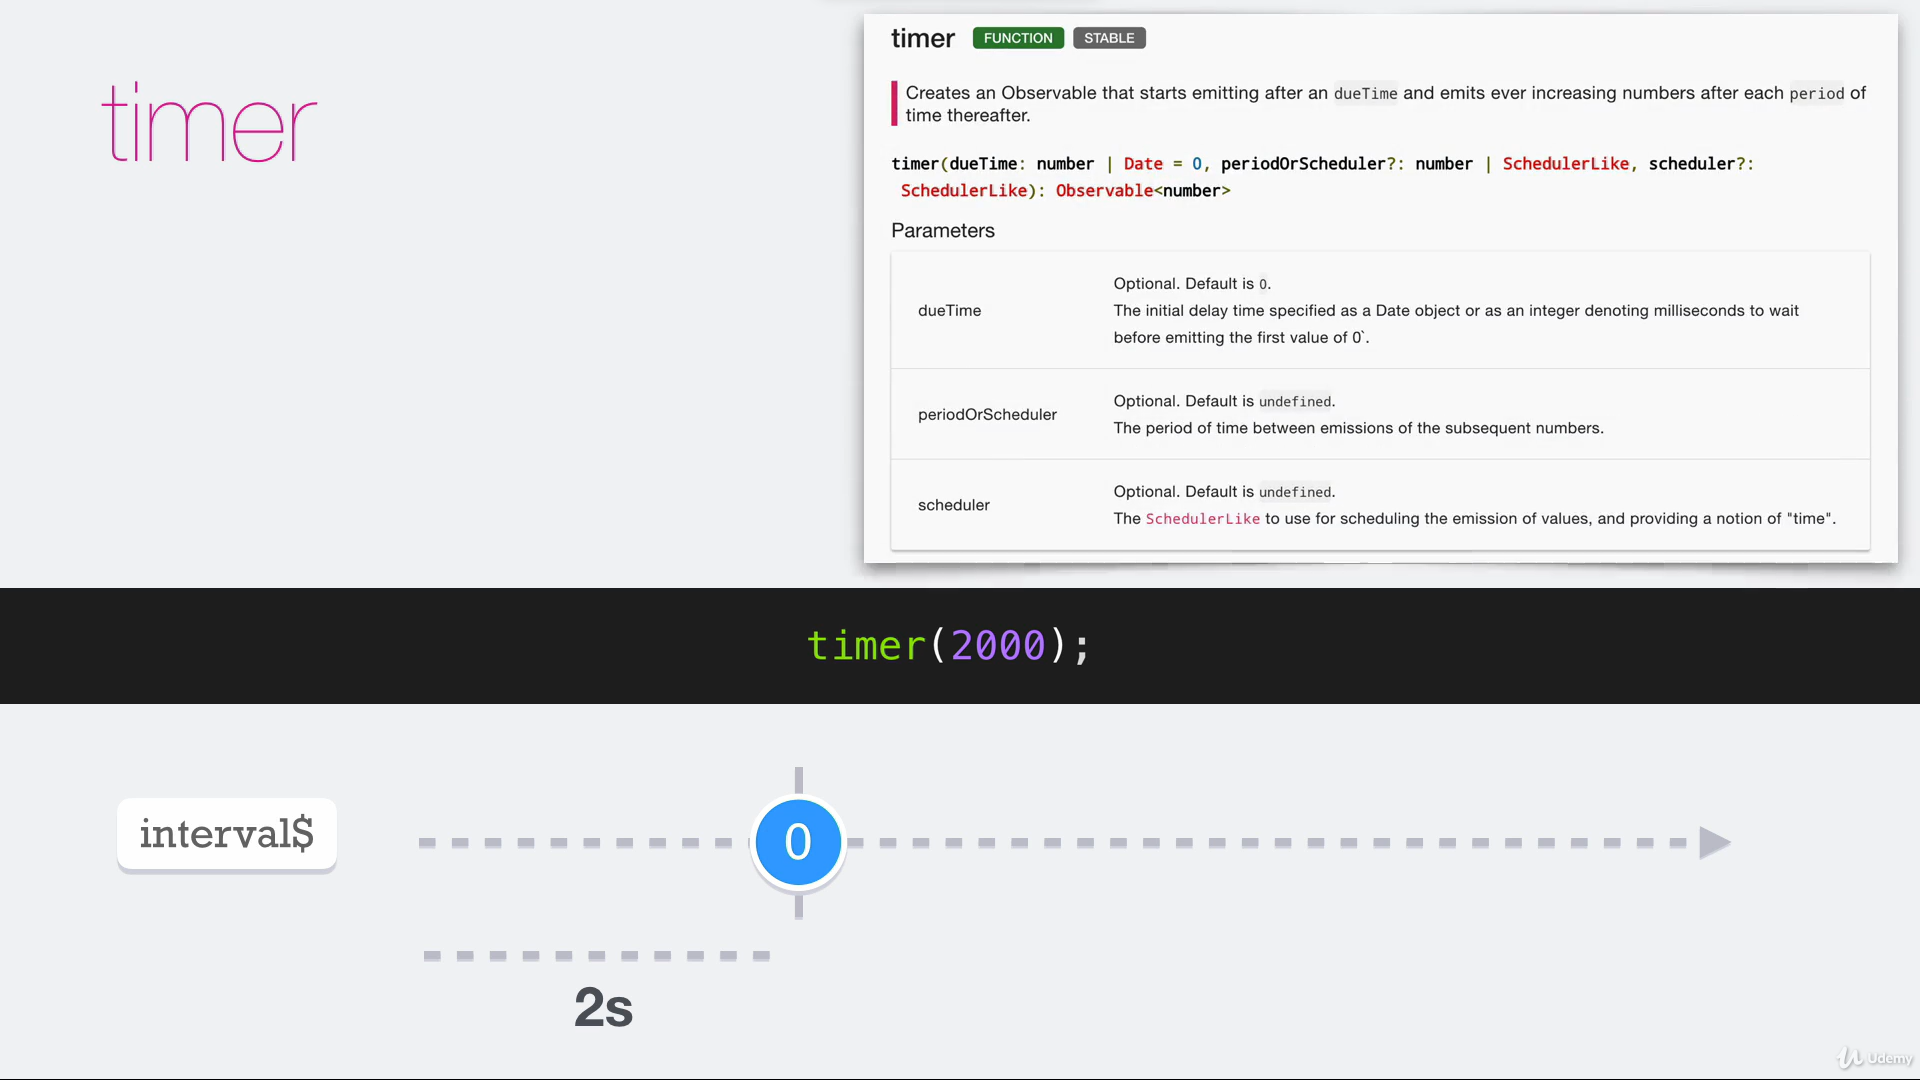 timer
timer FUNCTION STABLE
Creates an Observable that starts emitting after an dueTime and emits ever increasing numbers after each period of
time thereafter.
timer(dueTime: number | Date = 0, periodOrScheduler?: number | SchedulerLike, scheduler?:
SchedulerLike): Observable<number>
Parameters
dueTime
Optional. Default is 0.
The initial delay time specified as a Date object or as an integer denoting milliseconds to wait
before emitting the first value of 0`.
periodOrScheduler
Optional. Default is undefined.
The period of time between emissions of the subsequent numbers.
scheduler
Optional. Default is undefined.
The SchedulerLike to use for scheduling the emission of values, and providing a notion of "time".
timer(2000);
interval$
0
2s
Udemy